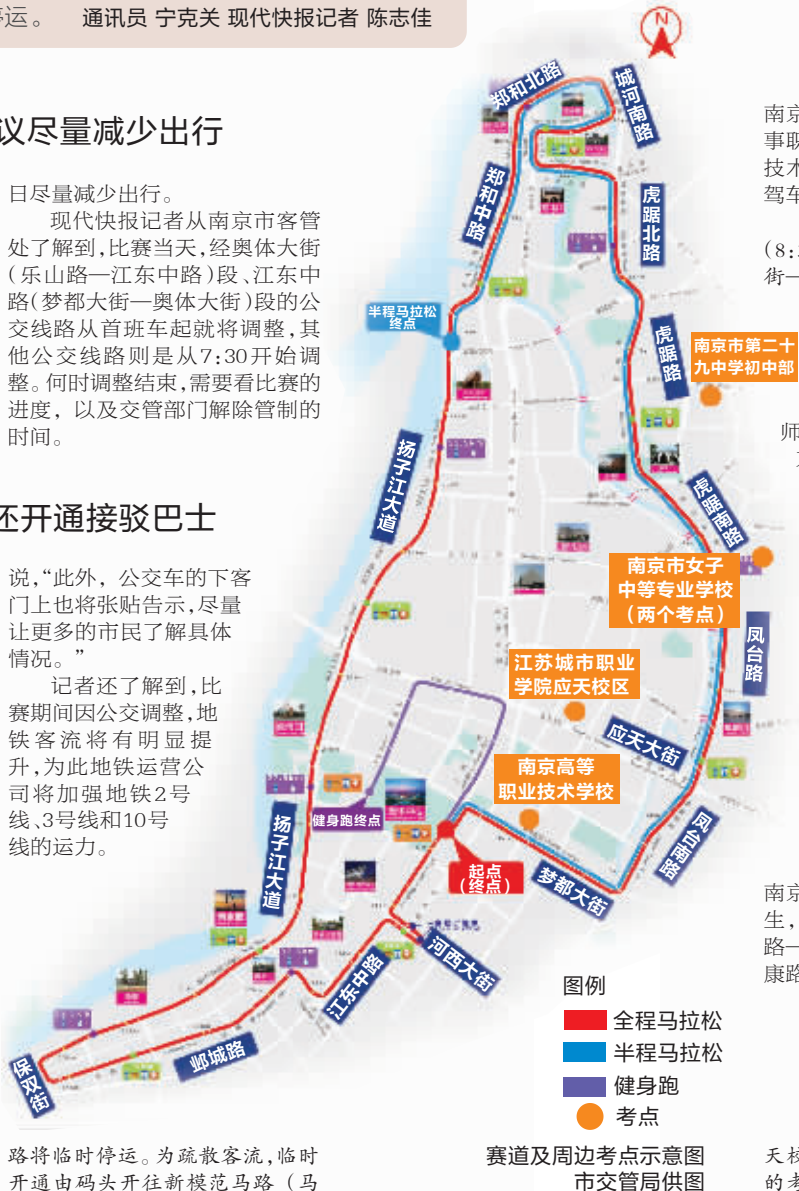 停运。 通讯员 宁克关 现代快报记者 陈志佳
议尽量减少出行
日尽量减少出行。
现代快报记者从南京市客管
处了解到,比赛当天,经奥体大街
(乐山路—江东中路)段、江东中
路(梦都大街—奥体大街)段的公
交线路从首班车起就将调整,其
他公交线路则是从7:30开始调
整。何时调整结束,需要看比赛的
进度，以及交管部门解除管制的
时间。
还开通接驳巴士
说,“此外，公交车的下客
门上也将张贴告示,尽量
让更多的市民了解具体
情况。”
记者还了解到,比
赛期间因公交调整,地
铁客流将有明显提
升,为此地铁运营公
司将加强地铁2号
线、3号线和10号
线的运力。
路将临时停运。为疏散客流,临时
开通由码头开往新模范马路（马
N
郑和北路
城河南路
郑和中路
虎踞北路
半程马拉松
终点
虎踞路
南京市第二十
九中学初中部
扬子江大道
虎踞南路
南京市女子
中等专业学校
（两个考点）
凤台路
江苏城市职业
学院应天校区
应天大街
南京高等
职业技术学校
健身跑终点
扬子江大道
起点
（终点）
梦都大街
凤台南路
河西大街
江东中路
邺城路
保双街
图例
全程马拉松
半程马拉松
健身跑
考点
赛道及周边考点示意图
市交管局供图
南京
事职
技术
驾车
(8:
街—
师
南京
生,
路—
康路
天校
的考